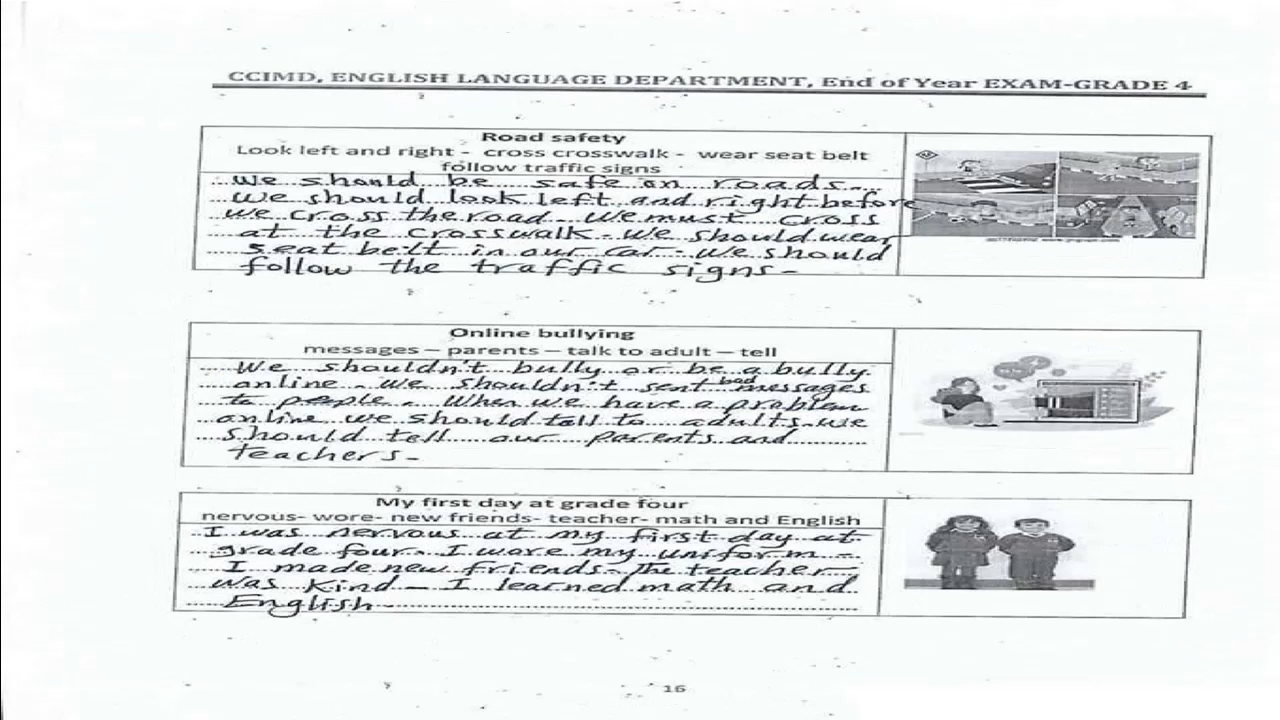 CCIMD, ENGLISH LANGUAGE DEPARTMENT, End of Year EXAM-GRADE 4
Road safety
Look left and right - cross crosswalk - wear seat belt
follow traffic signs
We should be safe on roads.
We should look left and right before
we cross the road. We must cross
at the crosswalk. We should wear
seat belt in our car. We should
follow the traffic signs.
Online bullying
messages – parents – talk to adult – tell
We shouldn't bully or be a bully
online. We shouldn't sent bad messages
to people. When we have a problem
online we should tall to adults. we
should tell our parents and
teachers.
My first day at grade four
nervous- wore- new friends- teacher- math and English
I was nervous at my first day at
grade four. I wore my uniform.
I made new friends. The teacher
was kind. I learned math and
English.
16